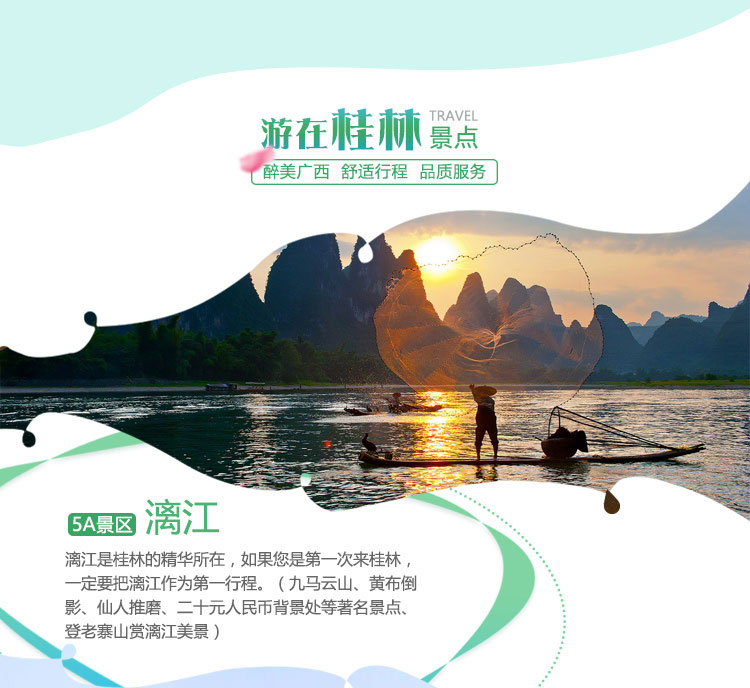 游在桂林 TRAVEL 景点
醉美广西 舒适行程 品质服务
5A景区 漓江
漓江是桂林的精华所在，如果您是第一次来桂林，
一定要把漓江作为第一行程。（九马云山、黄布倒
影、仙人推磨、二十元人民币背景处等著名景点、
登老寨山赏漓江美景）